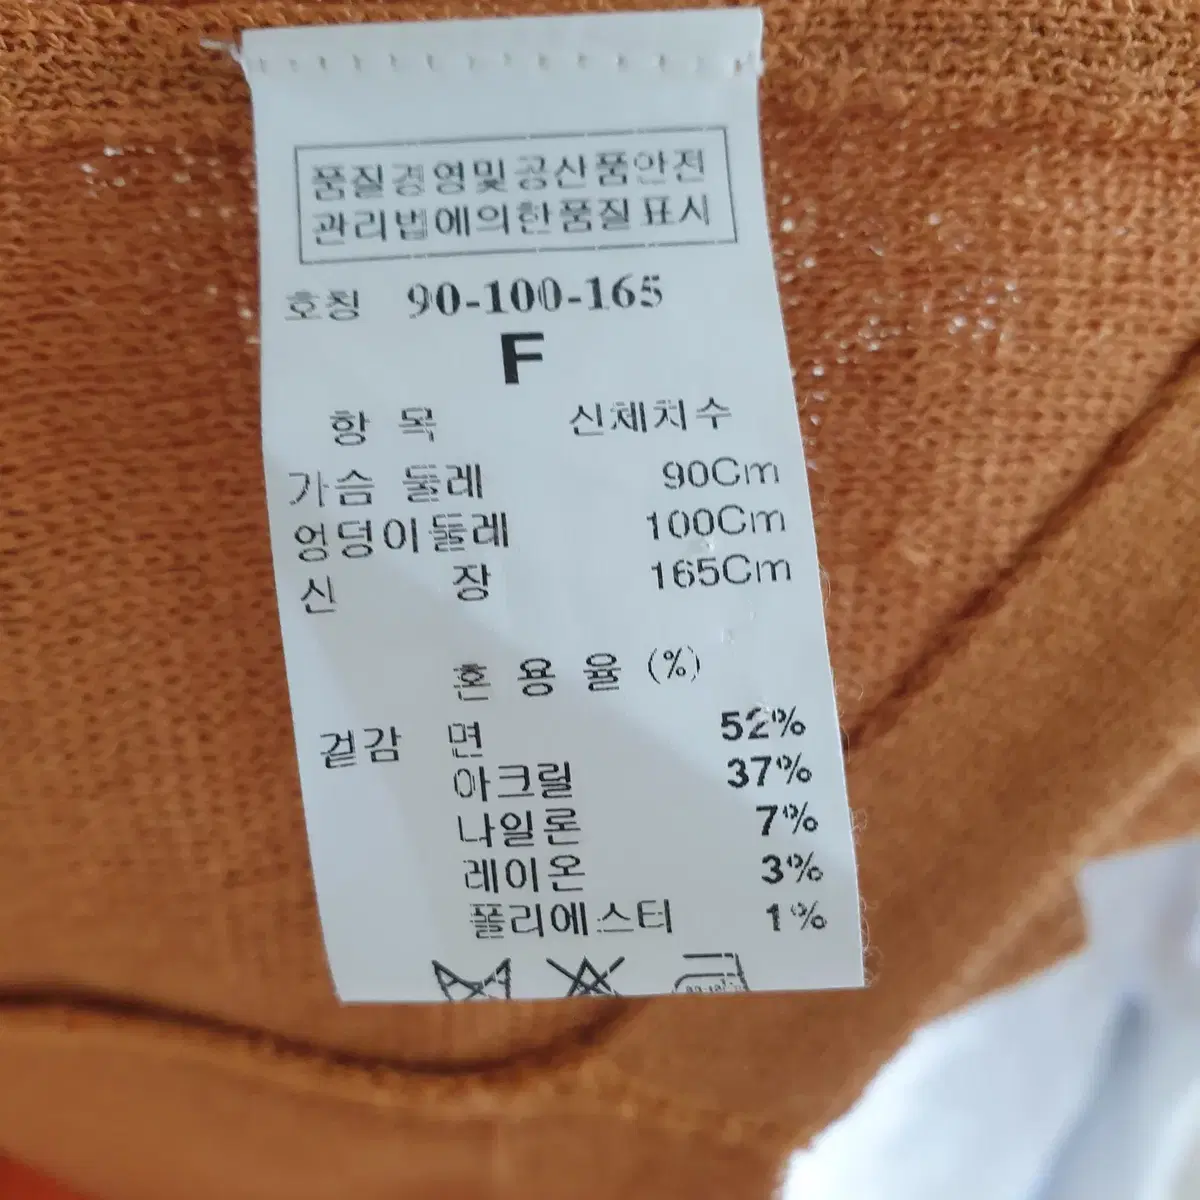 품질경영및공산품안전
관리법에의한품질표시
호칭 90-100-165
F
항 목 신체치수
가슴 둘레 90Cm
엉덩이둘레 100Cm
신 장 165Cm
혼 용 율 (%)
겉감 면 52%
아크릴 37%
나일론 7%
레이온 3%
폴리에스터 1%